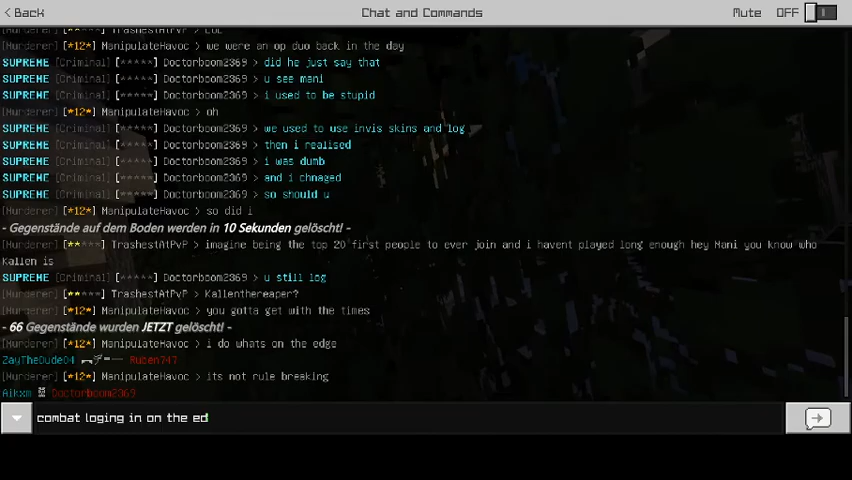 Back Chat and Commands Mute OFF
[Murderer] [*12*] ManipulateHavoc > we were an op duo back in the day
SUPREME [Criminal] [*****] Doctorboom2369 > did he just say that
SUPREME [Criminal] [*****] Doctorboom2369 > u see mani
SUPREME [Criminal] [*****] Doctorboom2369 > i used to be stupid
[Murderer] [*12*] ManipulateHavoc > oh
SUPREME [Criminal] [*****] Doctorboom2369 > we used to use invis skins and log
SUPREME [Criminal] [*****] Doctorboom2369 > then i realised
SUPREME [Criminal] [*****] Doctorboom2369 > i was dumb
SUPREME [Criminal] [*****] Doctorboom2369 > and i chnaged
SUPREME [Criminal] [*****] Doctorboom2369 > so should u
[Murderer] [*12*] ManipulateHavoc > so did i
- Gegenstände auf dem Boden werden in 10 Sekunden gelöscht! -
[Murderer] [*****] TrashestAtPvP > imagine being the top 20 first people to ever join and i havent played long enough hey Mani you know who
Kallen is
SUPREME [Criminal] [*****] Doctorboom2369 > u still log
[Murderer] [*****] TrashestAtPvP > Kallenthereaper?
[Murderer] [*12*] ManipulateHavoc > you gotta get with the times
- 66 Gegenstände wurden JETZT gelöscht! -
[Murderer] [*12*] ManipulateHavoc > i do whats on the edge
ZayTheDude04 Ruben747
[Murderer] [*12*] ManipulateHavoc > its not rule breaking
Aikxm Doctorboom2369
combat loging in on the ed